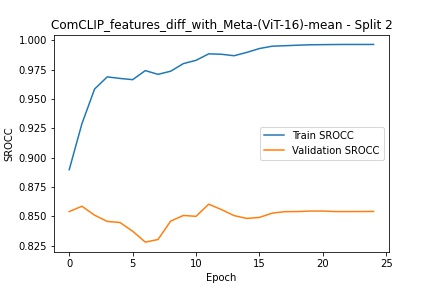 ComCLIP_features_diff_with_Meta-(ViT-16)-mean - Split 2
1.000
0.975
0.950
0.925
0.900
0.875
0.850
0.825
SROCC
Train SROCC
Validation SROCC
0 5 10 15 20 25
Epoch